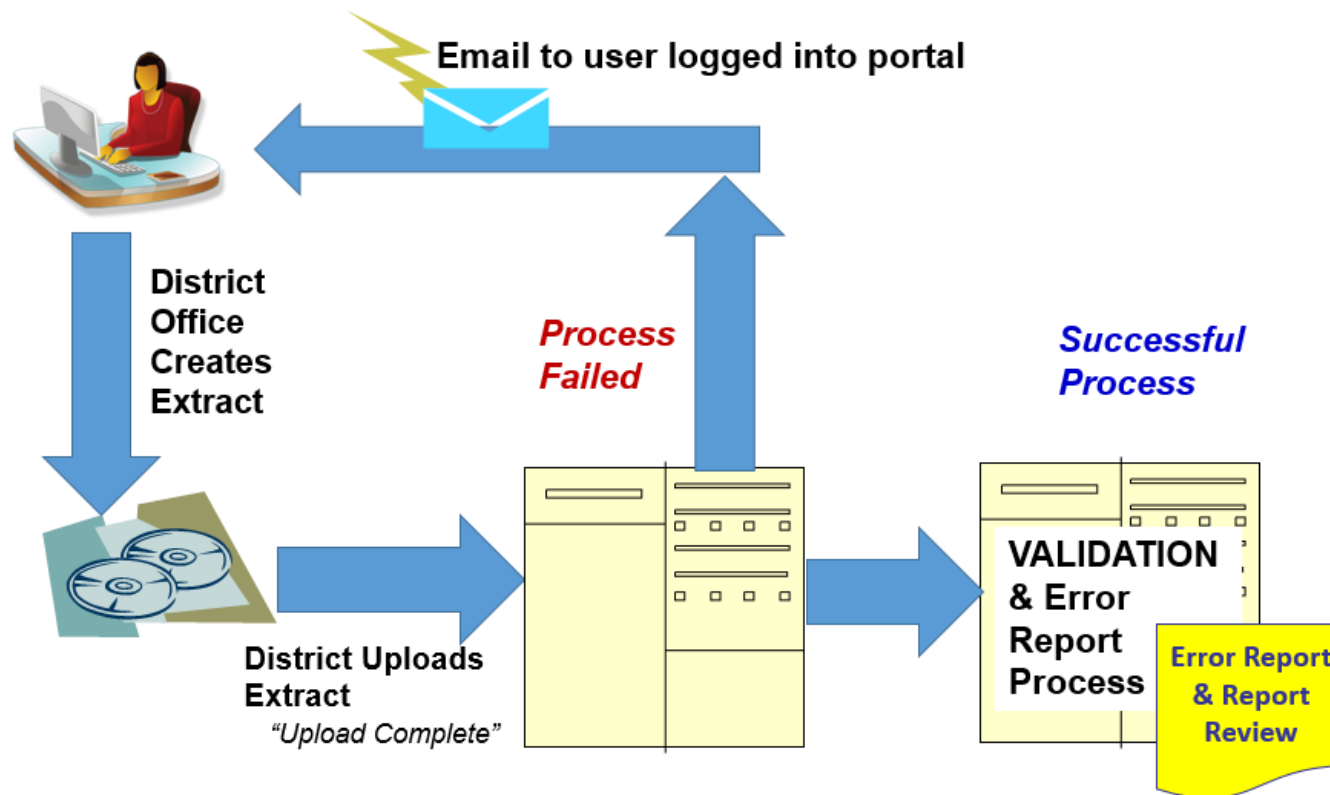 Email to user logged into portal
District
Office
Creates
Extract
Process
Failed
Successful
Process
District Uploads
Extract
“Upload Complete”
VALIDATION
& Error
Report
Process
Error Report
& Report
Review